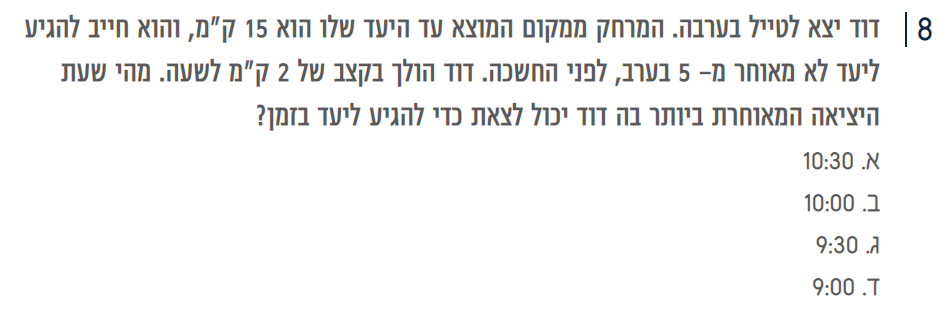 8 | דוד יצא לטייל בערבה. המרחק ממקום המוצא עד היעד שלו הוא 15 ק"מ, והוא חייב להגיע
ליעד לא מאוחר מ– 5 בערב, לפני החשכה. דוד הולך בקצב של 2 ק"מ לשעה. מהי שעת
היציאה המאוחרת ביותר בה דוד יכול לצאת כדי להגיע ליעד בזמן?
א. 10:30
ב. 10:00
ג. 9:30
ד. 9:00